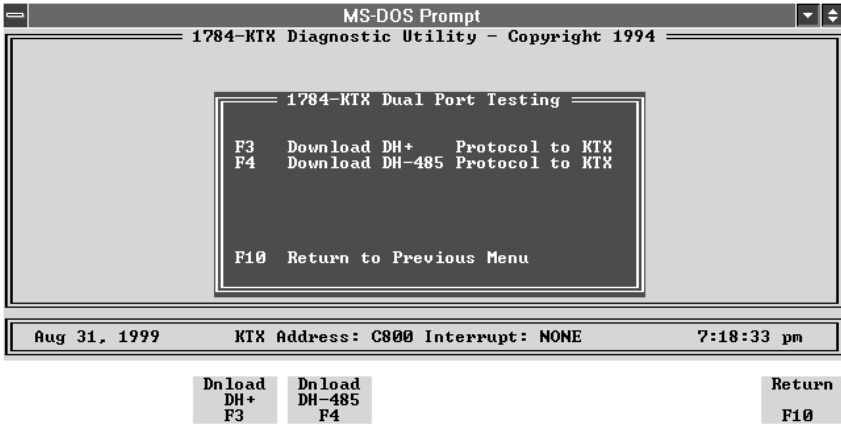 MS-DOS Prompt
1784-KTX Diagnostic Utility - Copyright 1994
1784-KTX Dual Port Testing
F3 Download DH+ Protocol to KTX
F4 Download DH-485 Protocol to KTX
F10 Return to Previous Menu
Aug 31, 1999 KTX Address: C800 Interrupt: NONE 7:18:33 pm
Dnload Dnload Return
DH+ DH-485
F3 F4 F10